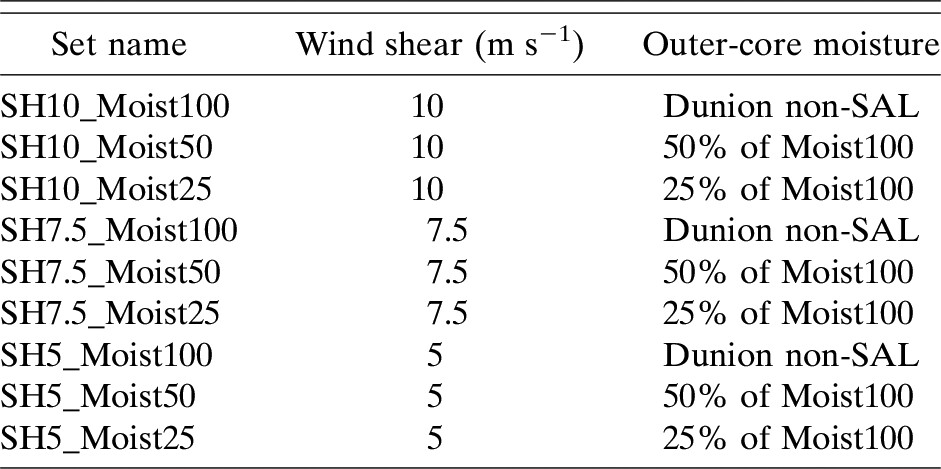 Set name Wind shear (m s−1) Outer-core moisture
SH10_Moist100 10 Dunion non-SAL
SH10_Moist50 10 50% of Moist100
SH10_Moist25 10 25% of Moist100
SH7.5_Moist100 7.5 Dunion non-SAL
SH7.5_Moist50 7.5 50% of Moist100
SH7.5_Moist25 7.5 25% of Moist100
SH5_Moist100 5 Dunion non-SAL
SH5_Moist50 5 50% of Moist100
SH5_Moist25 5 25% of Moist100